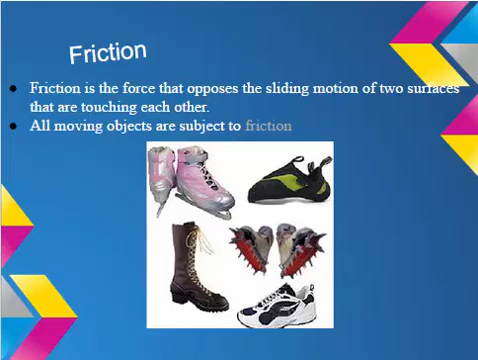 Friction
Friction is the force that opposes the sliding motion of two surfaces
that are touching each other.
All moving objects are subject to friction